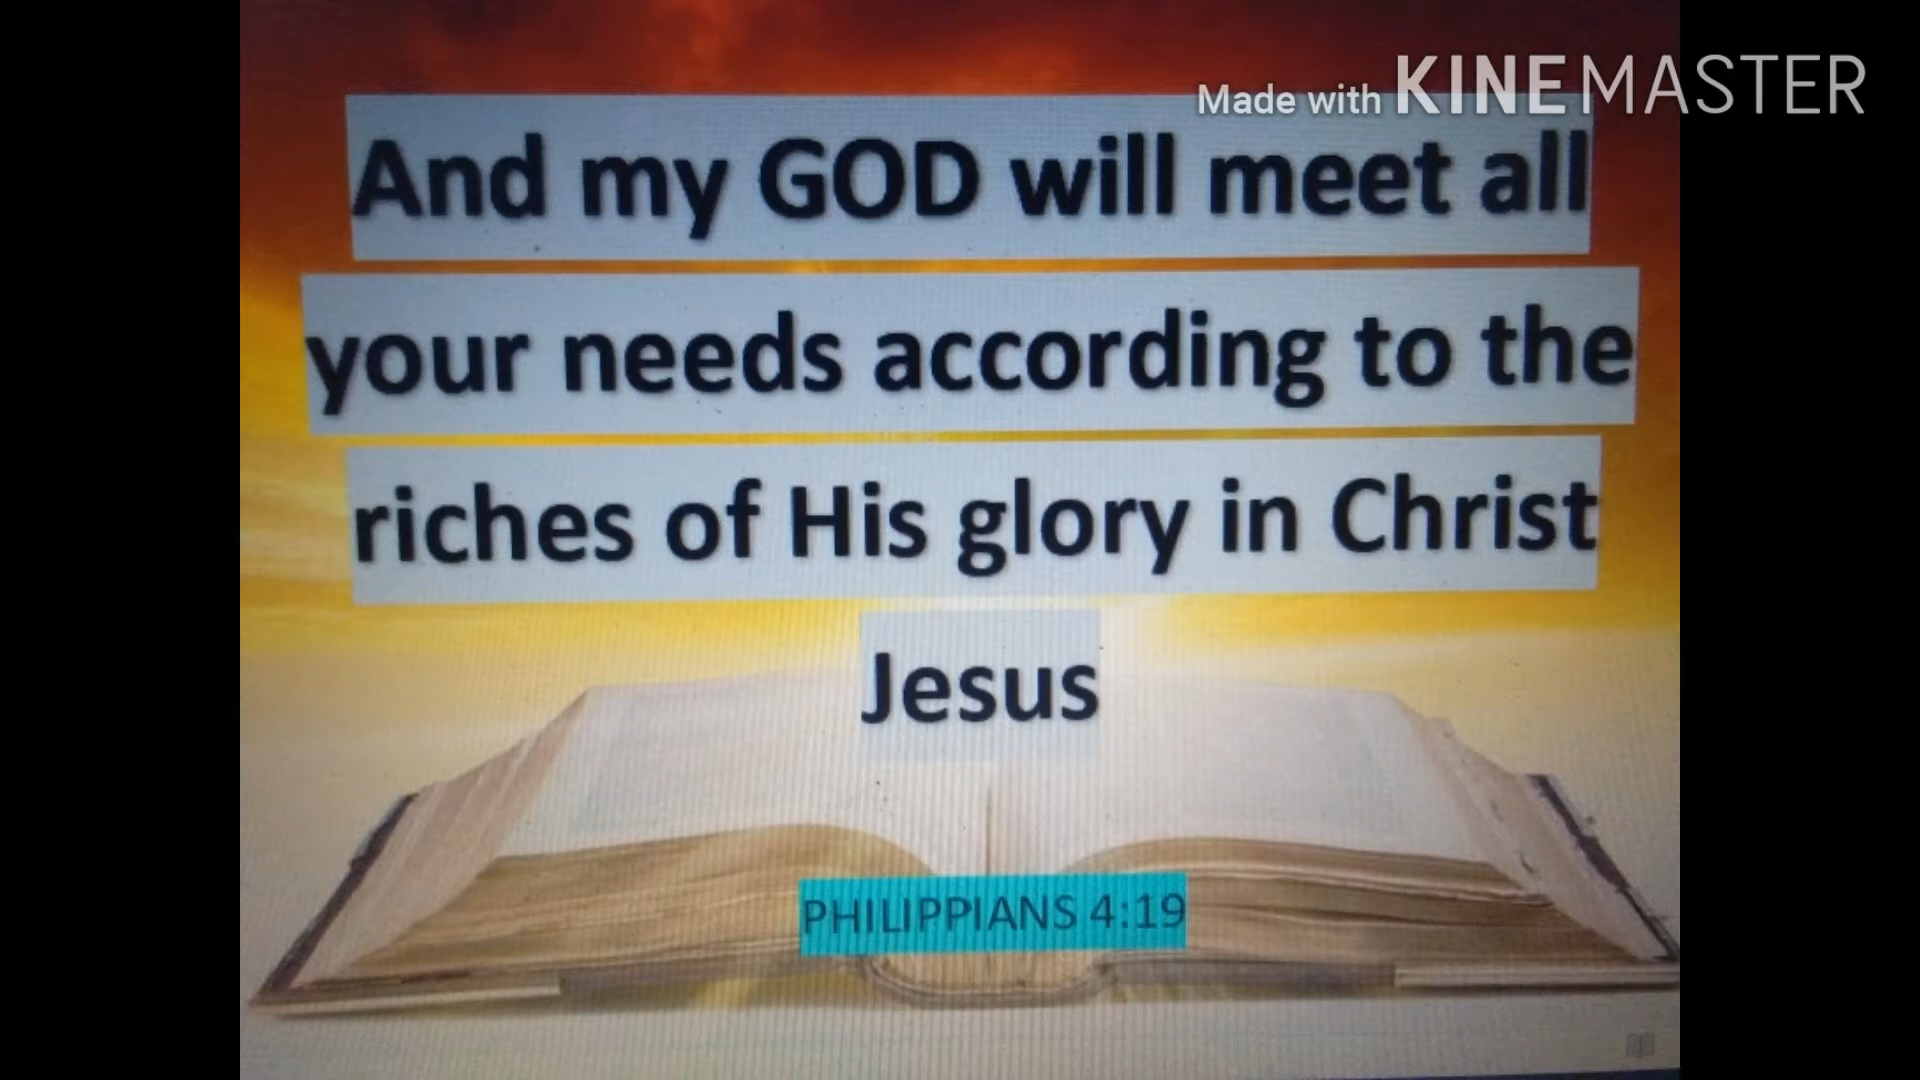 Made with KINEMASTER
And my GOD will meet all
your needs according to the
riches of His glory in Christ
Jesus
PHILIPPIANS 4:19